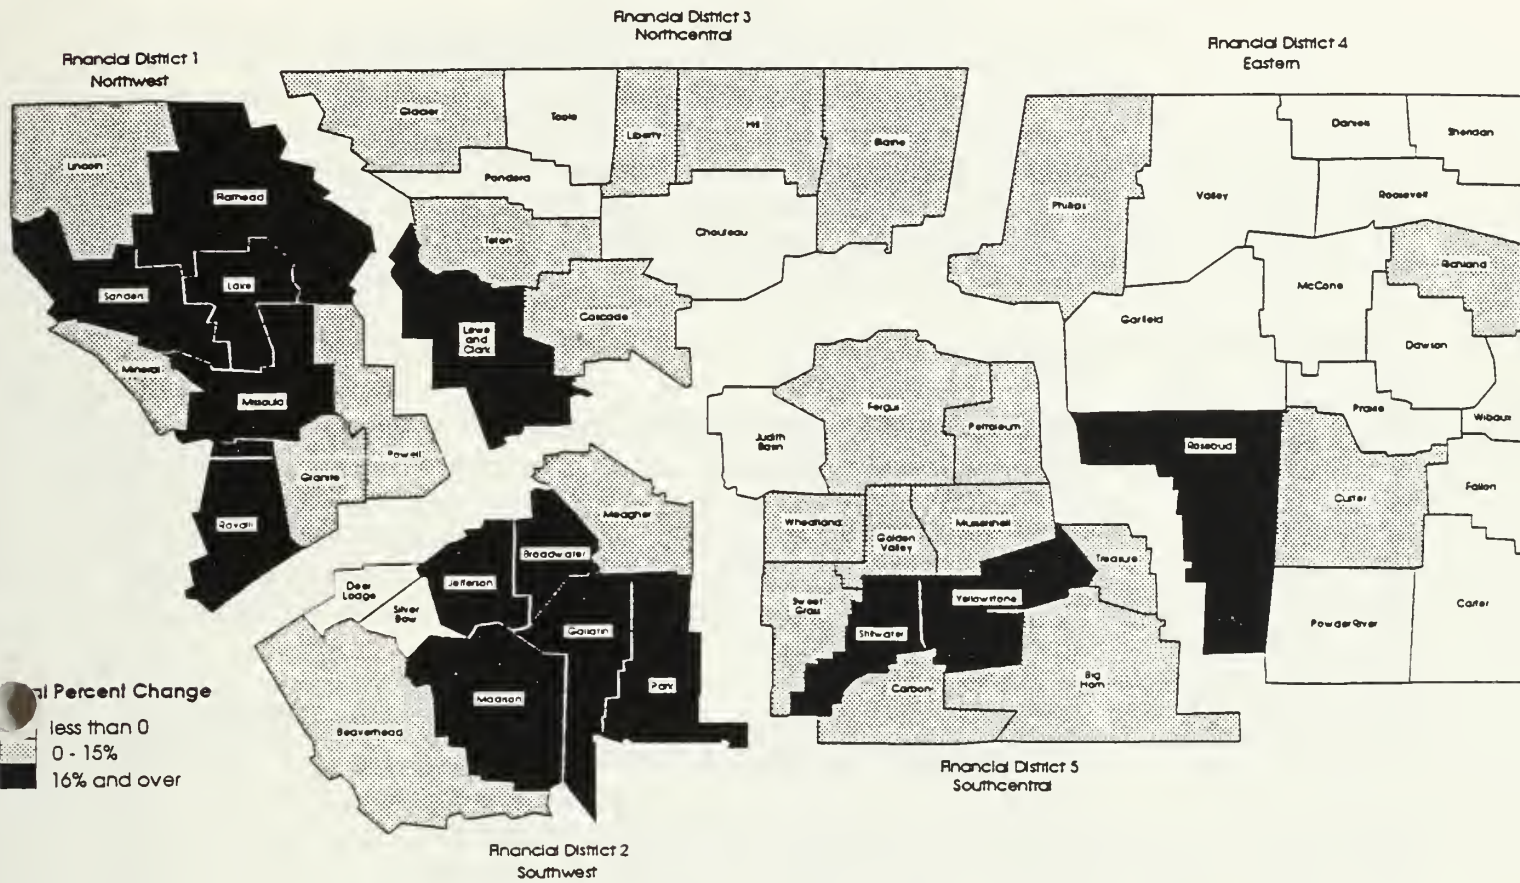 Financial District 3
Northcentral
Financial District 4
Eastern
Financial District 1
Northwest
Glacier
Toole
Liberty
Hill
Blaine
Daniels
Sheridan
Lincoln
Flathead
Pondera
Phillips
Valley
Roosevelt
Teton
Chouteau
Richland
Sanders
Lake
McCone
Cascade
Garfield
Lewis
and
Clark
Dawson
Mineral
Missoula
Fergus
Petroleum
Prairie
Wibaux
Judith
Basin
Rosebud
Powell
Granite
Custer
Fallon
Ravalli
Meagher
Wheatland
Golden
Valley
Musselshell
Broadwater
Treasure
Deer
Lodge
Jefferson
Silver
Bow
Sweet
Grass
Yellowstone
Carter
Gallatin
Stillwater
Powder River
Park
Madison
Carbon
Big
Horn
Beaverhead
al Percent Change
less than 0
0 - 15%
16% and over
Financial District 5
Southcentral
Financial District 2
Southwest